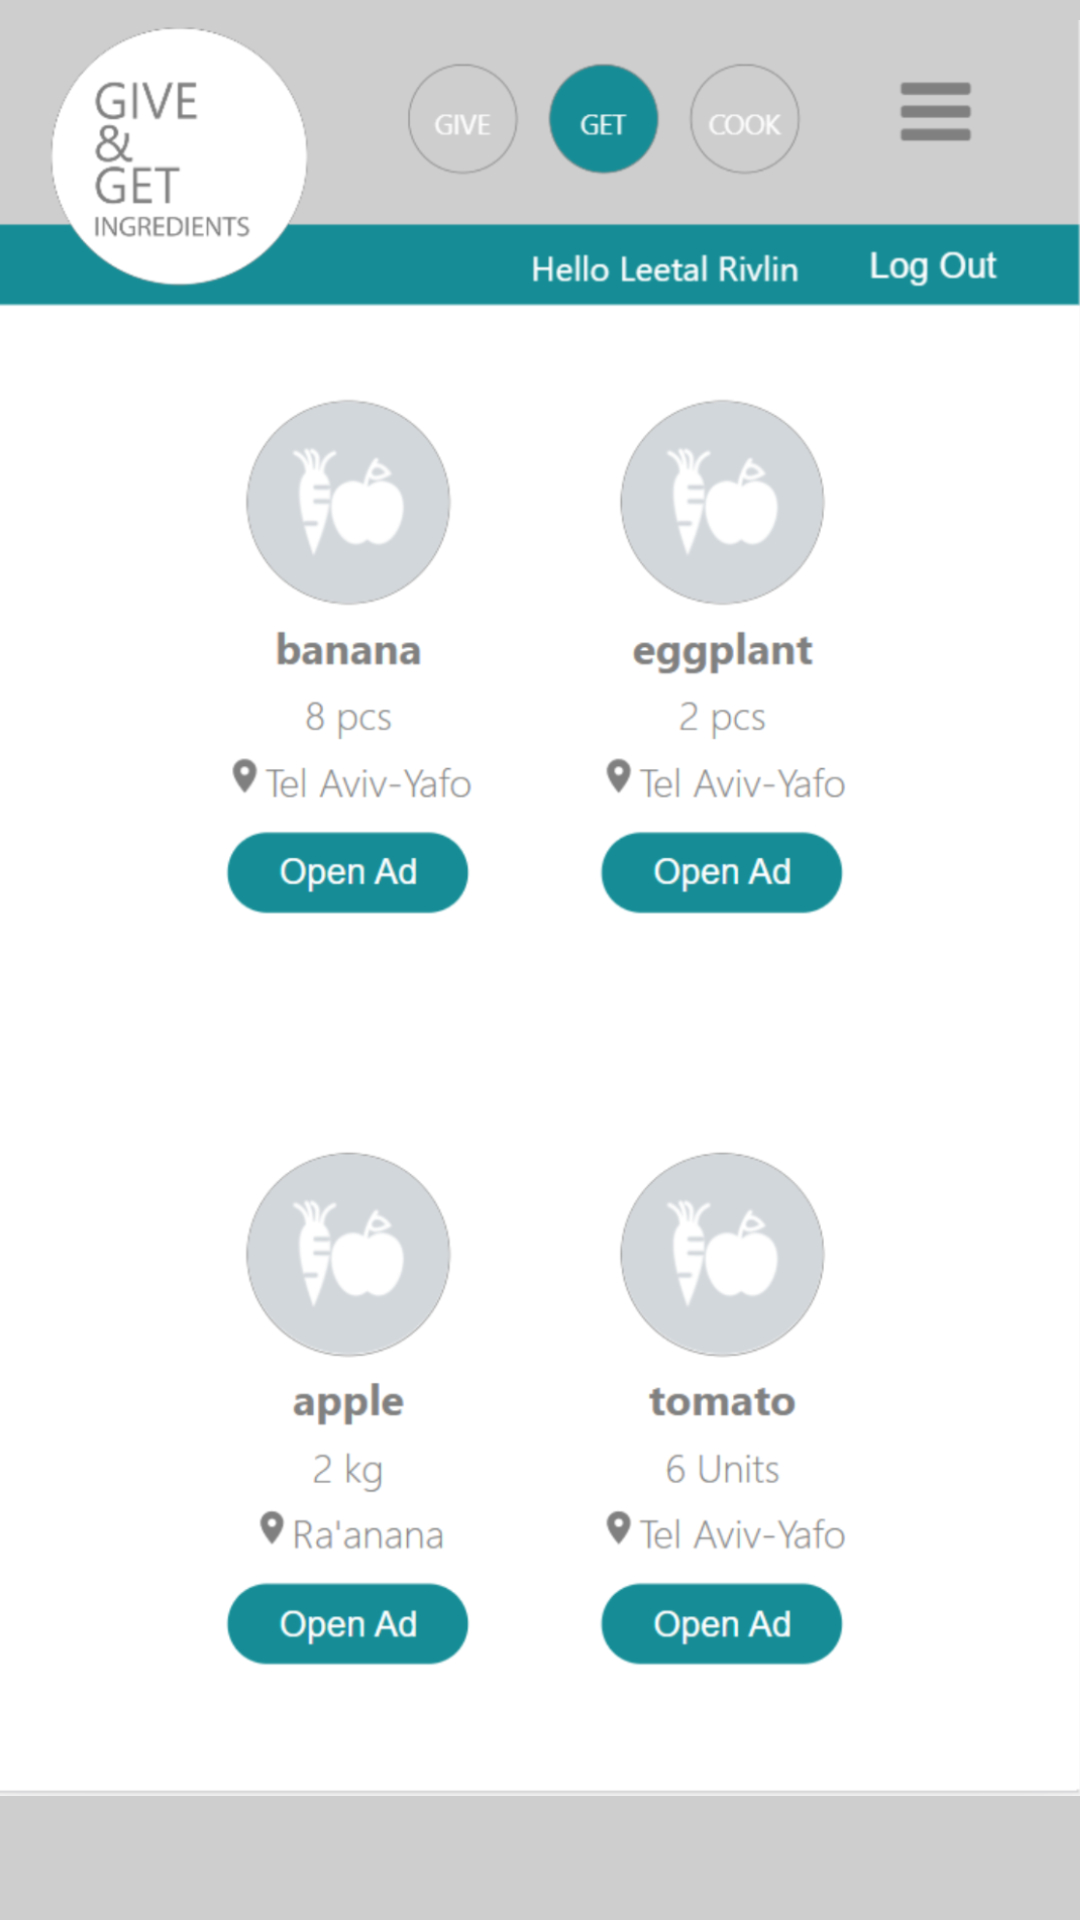 GIVE
&
GET
INGREDIENTS
GIVE
GET
COOK
Hello Leetal Rivlin
Log Out
banana
8 pcs
Tel Aviv-Yafo
Open Ad
eggplant
2 pcs
Tel Aviv-Yafo
Open Ad
apple
2 kg
Ra'anana
Open Ad
tomato
6 Units
Tel Aviv-Yafo
Open Ad